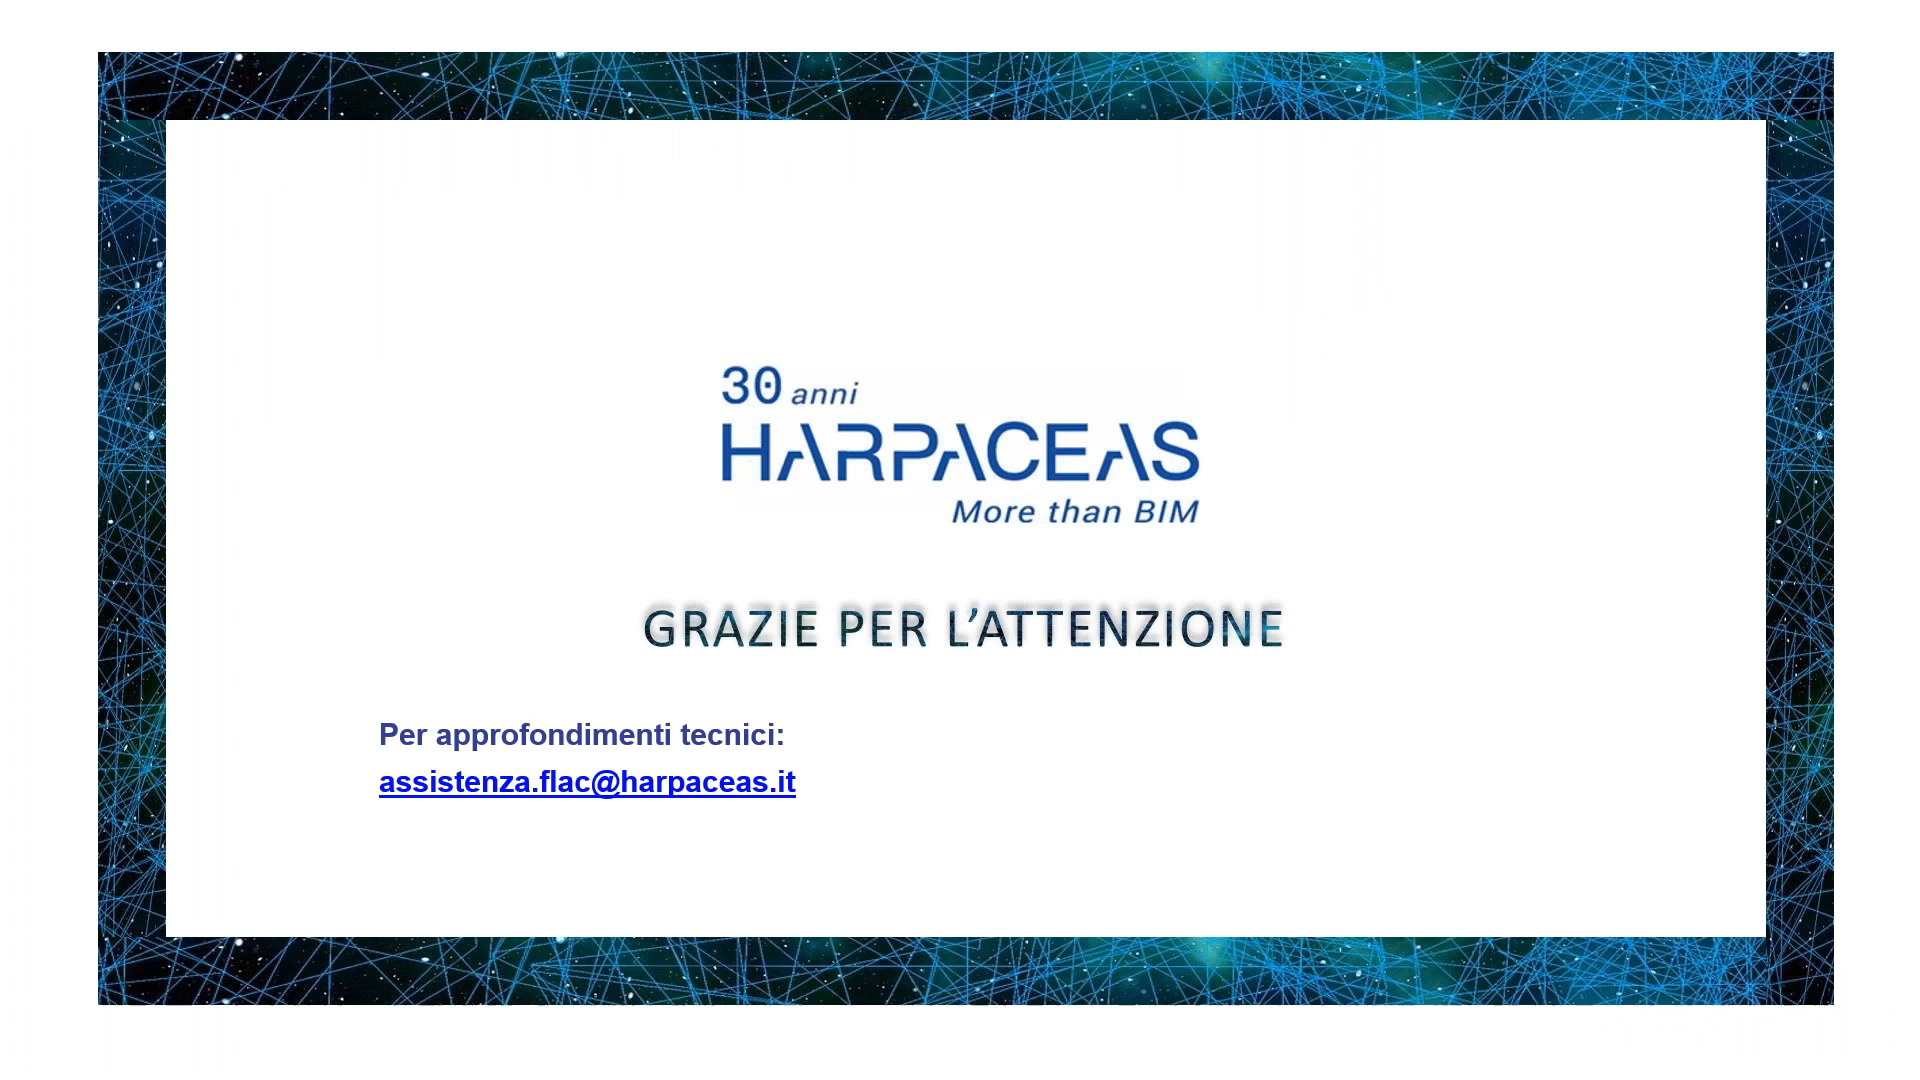 30 anni
HARPACEAS
More than BIM
GRAZIE PER L’ATTENZIONE
Per approfondimenti tecnici:
assistenza.flac@harpaceas.it